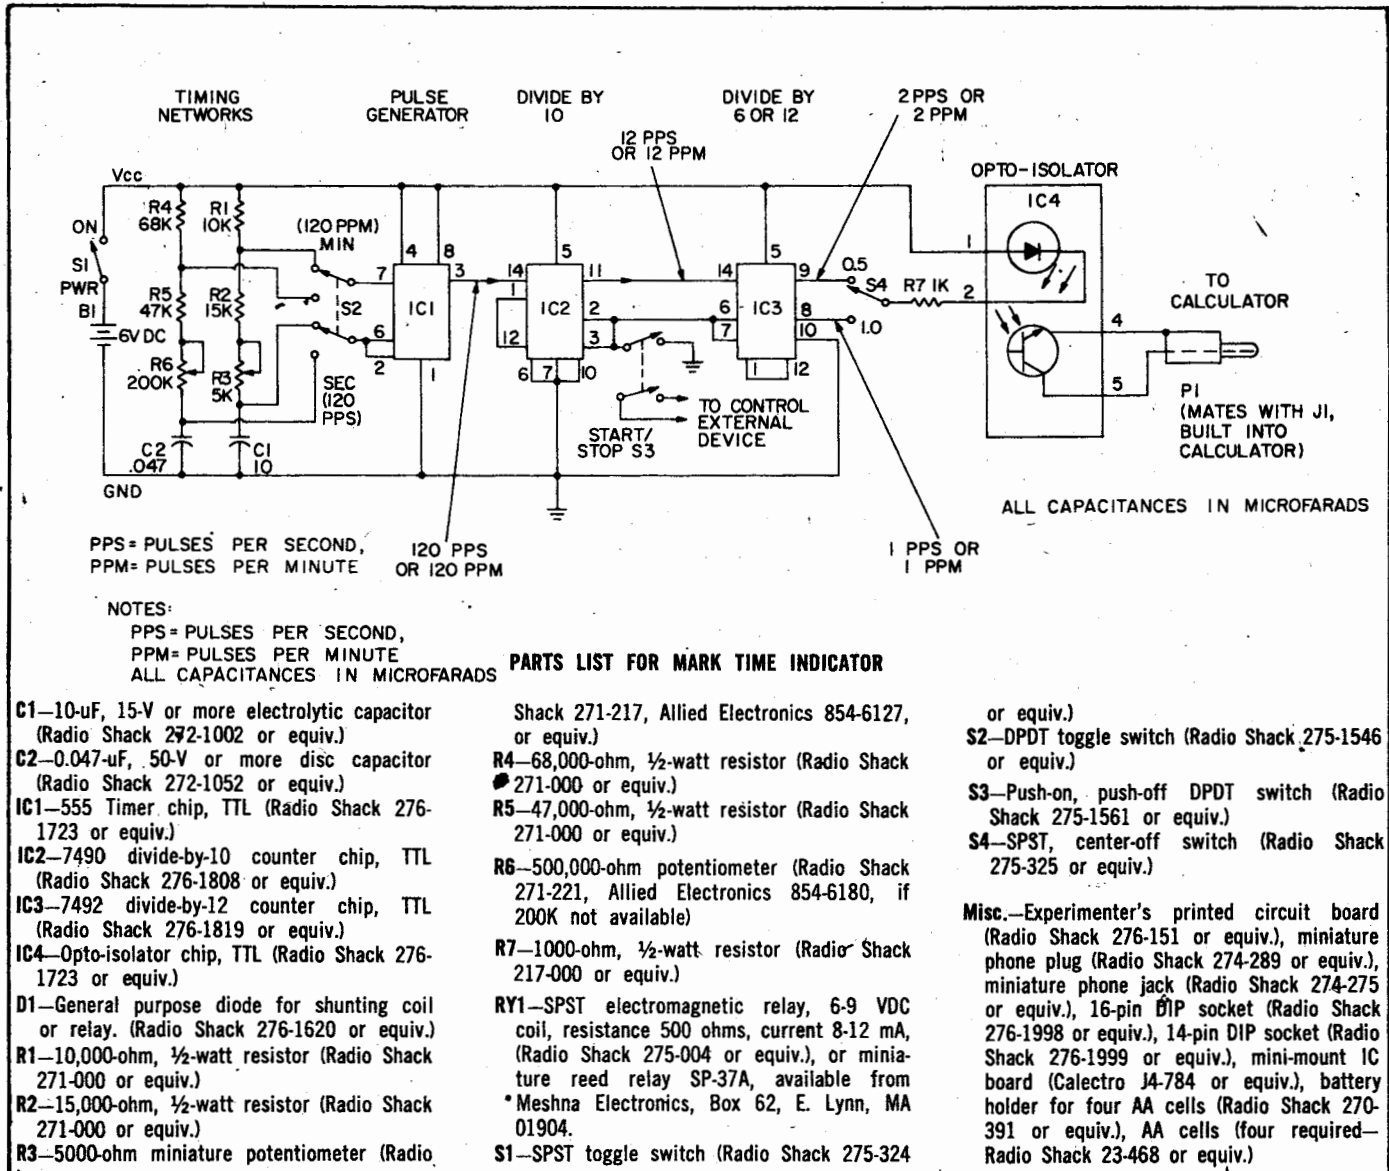 TIMING
NETWORKS
PULSE
GENERATOR
DIVIDE BY
10
DIVIDE BY
6 OR 12
2PPS OR
2 PPM
12 PPS
OR 12 PPM
OPTO-ISOLATOR
IC4
Vcc
R4
68K
R1
10K
(120 PPM)
MIN
ON
S1
PWR
B1
6V DC
R5
47K
R2
15K
S2
R6
200K
R3
5K
SEC
(120
PPS)
C2
.047
C1
10
GND
4
8
7
3
6
2
1
IC1
5
14
1
12
11
2
3
6
7
10
IC2
START/
STOP S3
TO CONTROL
EXTERNAL
DEVICE
5
14
9
6
7
8
10
1
12
IC3
0.5
S4
1.0
R7 1K
1
2
4
5
TO
CALCULATOR
P1
(MATES WITH J1,
BUILT INTO
CALCULATOR)
ALL CAPACITANCES IN MICROFARADS
PPS= PULSES PER SECOND,
PPM= PULSES PER MINUTE
120 PPS
OR 120 PPM
1 PPS OR
1 PPM
NOTES:
PPS= PULSES PER SECOND,
PPM= PULSES PER MINUTE
ALL CAPACITANCES IN MICROFARADS
PARTS LIST FOR MARK TIME INDICATOR
C1—10-uF, 15-V or more electrolytic capacitor
(Radio Shack 272-1002 or equiv.)
C2—0.047-uF, 50-V or more disc capacitor
(Radio Shack 272-1052 or equiv.)
IC1—555 Timer chip, TTL (Radio Shack 276-
1723 or equiv.)
IC2—7490 divide-by-10 counter chip, TTL
(Radio Shack 276-1808 or equiv.)
IC3—7492 divide-by-12 counter chip, TTL
(Radio Shack 276-1819 or equiv.)
IC4—Opto-isolator chip, TTL (Radio Shack 276-
1723 or equiv.)
D1—General purpose diode for shunting coil
or relay. (Radio Shack 276-1620 or equiv.)
R1—10,000-ohm, ½-watt resistor (Radio Shack
271-000 or equiv.)
R2—15,000-ohm, ½-watt resistor (Radio Shack
271-000 or equiv.)
R3—5000-ohm miniature potentiometer (Radio
Shack 271-217, Allied Electronics 854-6127,
or equiv.)
R4—68,000-ohm, ½-watt resistor (Radio Shack
271-000 or equiv.)
R5—47,000-ohm, ½-watt resistor (Radio Shack
271-000 or equiv.)
R6—500,000-ohm potentiometer (Radio Shack
271-221, Allied Electronics 854-6180, if
200K not available)
R7—1000-ohm, ½-watt resistor (Radio Shack
217-000 or equiv.)
RY1—SPST electromagnetic relay, 6-9 VDC
coil, resistance 500 ohms, current 8-12 mA,
(Radio Shack 275-004 or equiv.), or minia-
ture reed relay SP-37A, available from
Meshna Electronics, Box 62, E. Lynn, MA
01904.
S1—SPST toggle switch (Radio Shack 275-324
or equiv.)
S2—DPDT toggle switch (Radio Shack 275-1546
or equiv.)
S3—Push-on, push-off DPDT switch (Radio
Shack 275-1561 or equiv.)
S4—SPST, center-off switch (Radio Shack
275-325 or equiv.)
Misc.—Experimenter's printed circuit board
(Radio Shack 276-151 or equiv.), miniature
phone plug (Radio Shack 274-289 or equiv.),
miniature phone jack (Radio Shack 274-275
or equiv.), 16-pin DIP socket (Radio Shack
276-1998 or equiv.), 14-pin DIP socket (Radio
Shack 276-1999 or equiv.), mini-mount IC
board (Calectro J4-784 or equiv.), battery
holder for four AA cells (Radio Shack 270-
391 or equiv.), AA cells (four required—
Radio Shack 23-468 or equiv.)